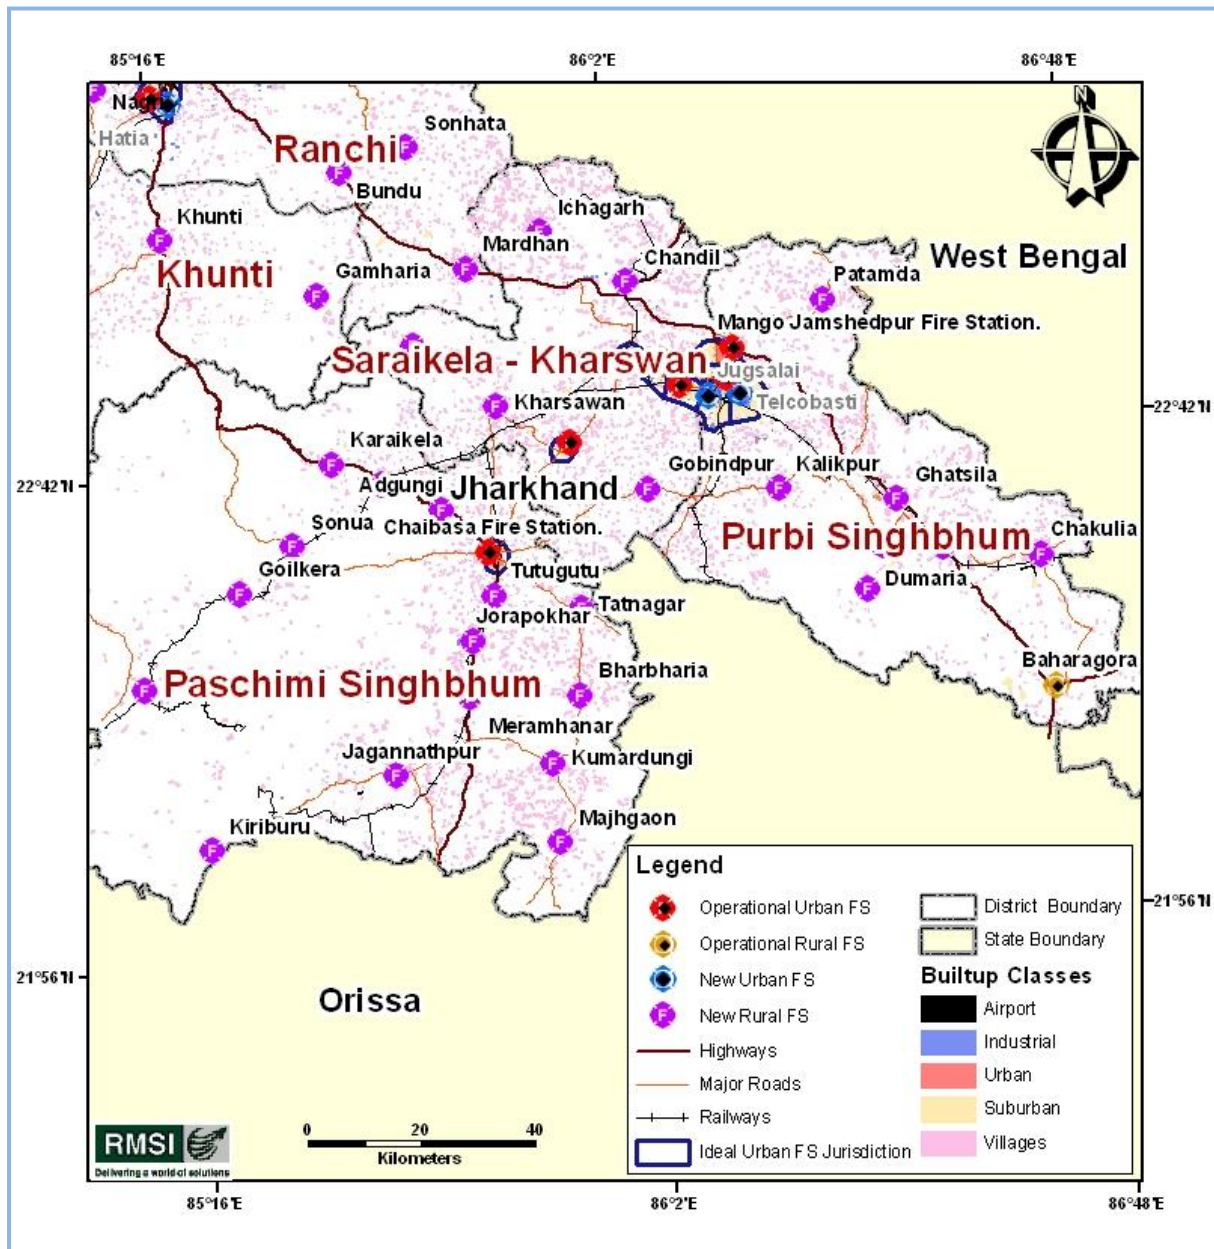 85°16'E 86°2'E 86°48'E
N
Nagri
Hatia
Sonhata
Ranchi
Bundu
Ichagarh
Khunti
Mardhan
Chandil
West Bengal
Khunti
Gamharia
Patamda
Mango Jamshedpur Fire Station.
Saraikela - Kharswan
Jugsalai
Telcobasti
Kharsawan
22°42'N
Karaikela
Gobindpur
Kalikpur
Ghatsila
22°42'N
Adgungi
Jharkhand
Sonua
Chaibasa Fire Station.
Purbi Singhbhum
Chakulia
Goilkera
Tutugutu
Dumaria
Jorapokhar
Tatnagar
Baharagora
Paschimi Singhbhum
Bharbharia
Meramhanar
Jagannathpur
Kumardungi
Kiriburu
Majhgaon
21°56'N
21°56'N
Orissa
Legend
Operational Urban FS
Operational Rural FS
New Urban FS
F New Rural FS
Highways
Major Roads
Railways
Ideal Urban FS Jurisdiction
District Boundary
State Boundary
Builtup Classes
Airport
Industrial
Urban
Suburban
Villages
RMSI
Delivering a world of solutions
0 20 40
Kilometers
85°16'E 86°2'E 86°48'E